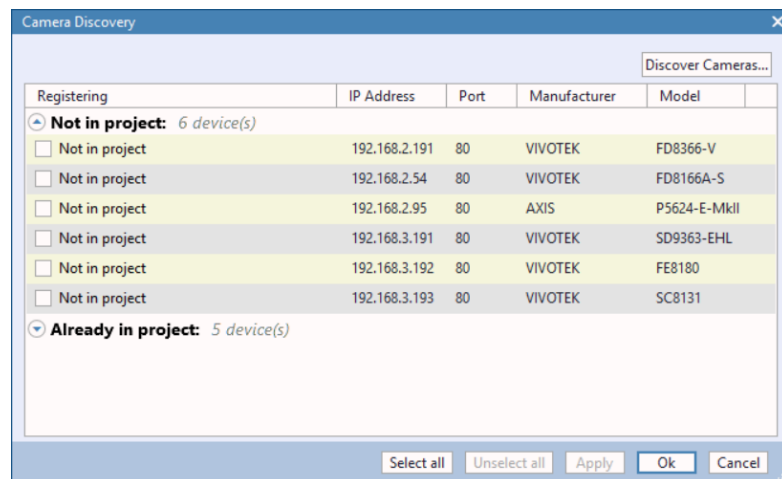 Camera Discovery
Discover Cameras...
Registering IP Address Port Manufacturer Model
Not in project: 6 device(s)
Not in project 192.168.2.191 80 VIVOTEK FD8366-V
Not in project 192.168.2.54 80 VIVOTEK FD8166A-S
Not in project 192.168.2.95 80 AXIS P5624-E-MkII
Not in project 192.168.3.191 80 VIVOTEK SD9363-EHL
Not in project 192.168.3.192 80 VIVOTEK FE8180
Not in project 192.168.3.193 80 VIVOTEK SC8131
Already in project: 5 device(s)
Select all Unselect all Apply Ok Cancel